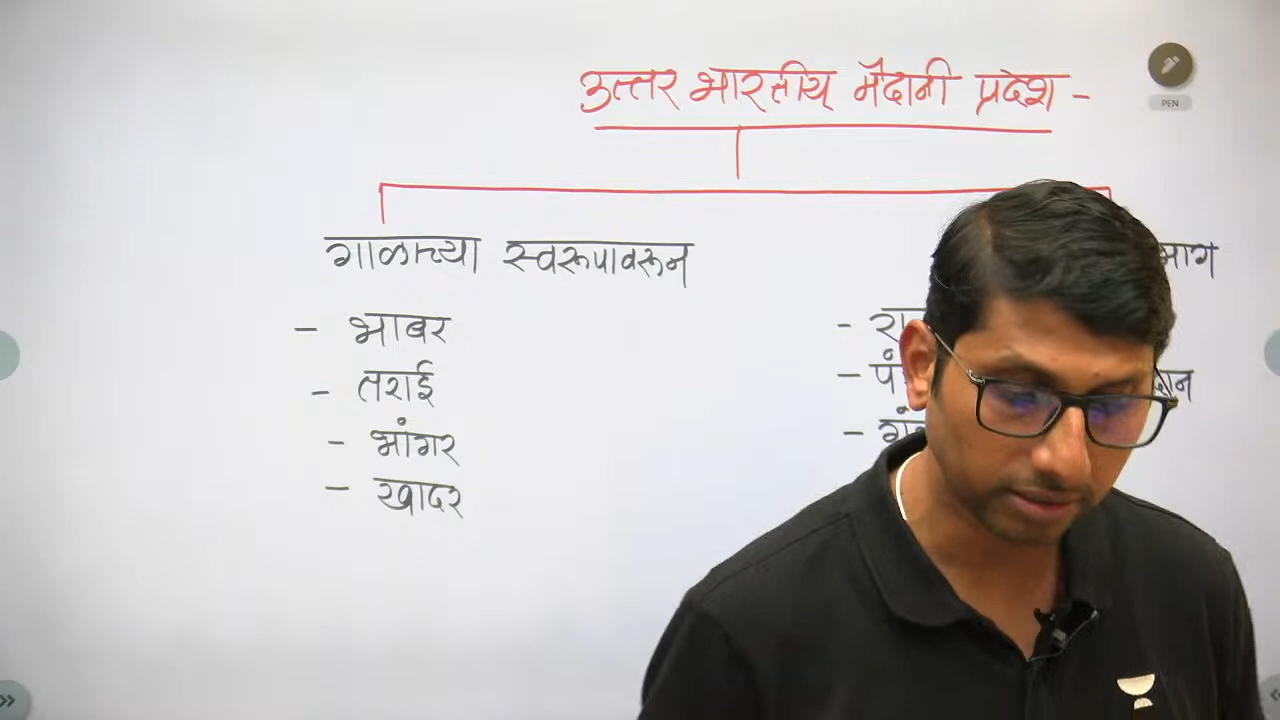 उत्तर भारतीय मैदानी प्रदेश -
PEN
गाळाच्या स्वरूपावरून
- भाबर
- तराई
- भांगर
- खादर